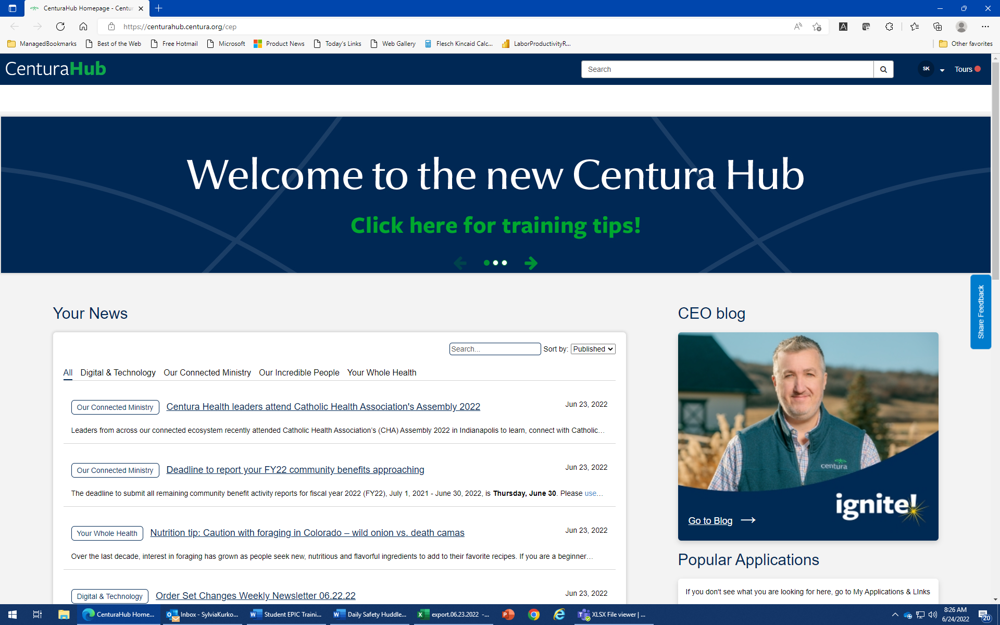 CenturaHub Homepage - Centur
https://centurahub.centura.org/cep
ManagedBookmarks Best of the Web Free Hotmail Microsoft Product News Today's Links Web Gallery Flesch Kincaid Calc... LaborProductivityR... Other favorites
CenturaHub
Search
SK
Tours
Welcome to the new Centura Hub
Click here for training tips!
Share Feedback
Your News
Search... Sort by: Published
All Digital & Technology Our Connected Ministry Our Incredible People Your Whole Health
Our Connected Ministry Centura Health leaders attend Catholic Health Association's Assembly 2022 Jun 23, 2022
Leaders from across our connected ecosystem recently attended Catholic Health Association's (CHA) Assembly 2022 in Indianapolis to learn, connect with Catholic…
Our Connected Ministry Deadline to report your FY22 community benefits approaching Jun 23, 2022
The deadline to submit all remaining community benefit activity reports for fiscal year 2022 (FY22), July 1, 2021 - June 30, 2022, is Thursday, June 30. Please use…
Your Whole Health Nutrition tip: Caution with foraging in Colorado – wild onion vs. death camas Jun 23, 2022
Over the last decade, interest in foraging has grown as people seek new, nutritious and flavorful ingredients to add to their favorite recipes. If you are a beginner…
Digital & Technology Order Set Changes Weekly Newsletter 06.22.22 Jun 23, 2022
CEO blog
centura
ignite!
Go to Blog
Popular Applications
If you don't see what you are looking for here, go to My Applications & LInks
CenturaHub Home... Inbox - SylviaKurko... Student EPIC Traini... Daily Safety Huddle... export.06.23.2022 -... XLSX File viewer | ...
8:26 AM
6/24/2022
20